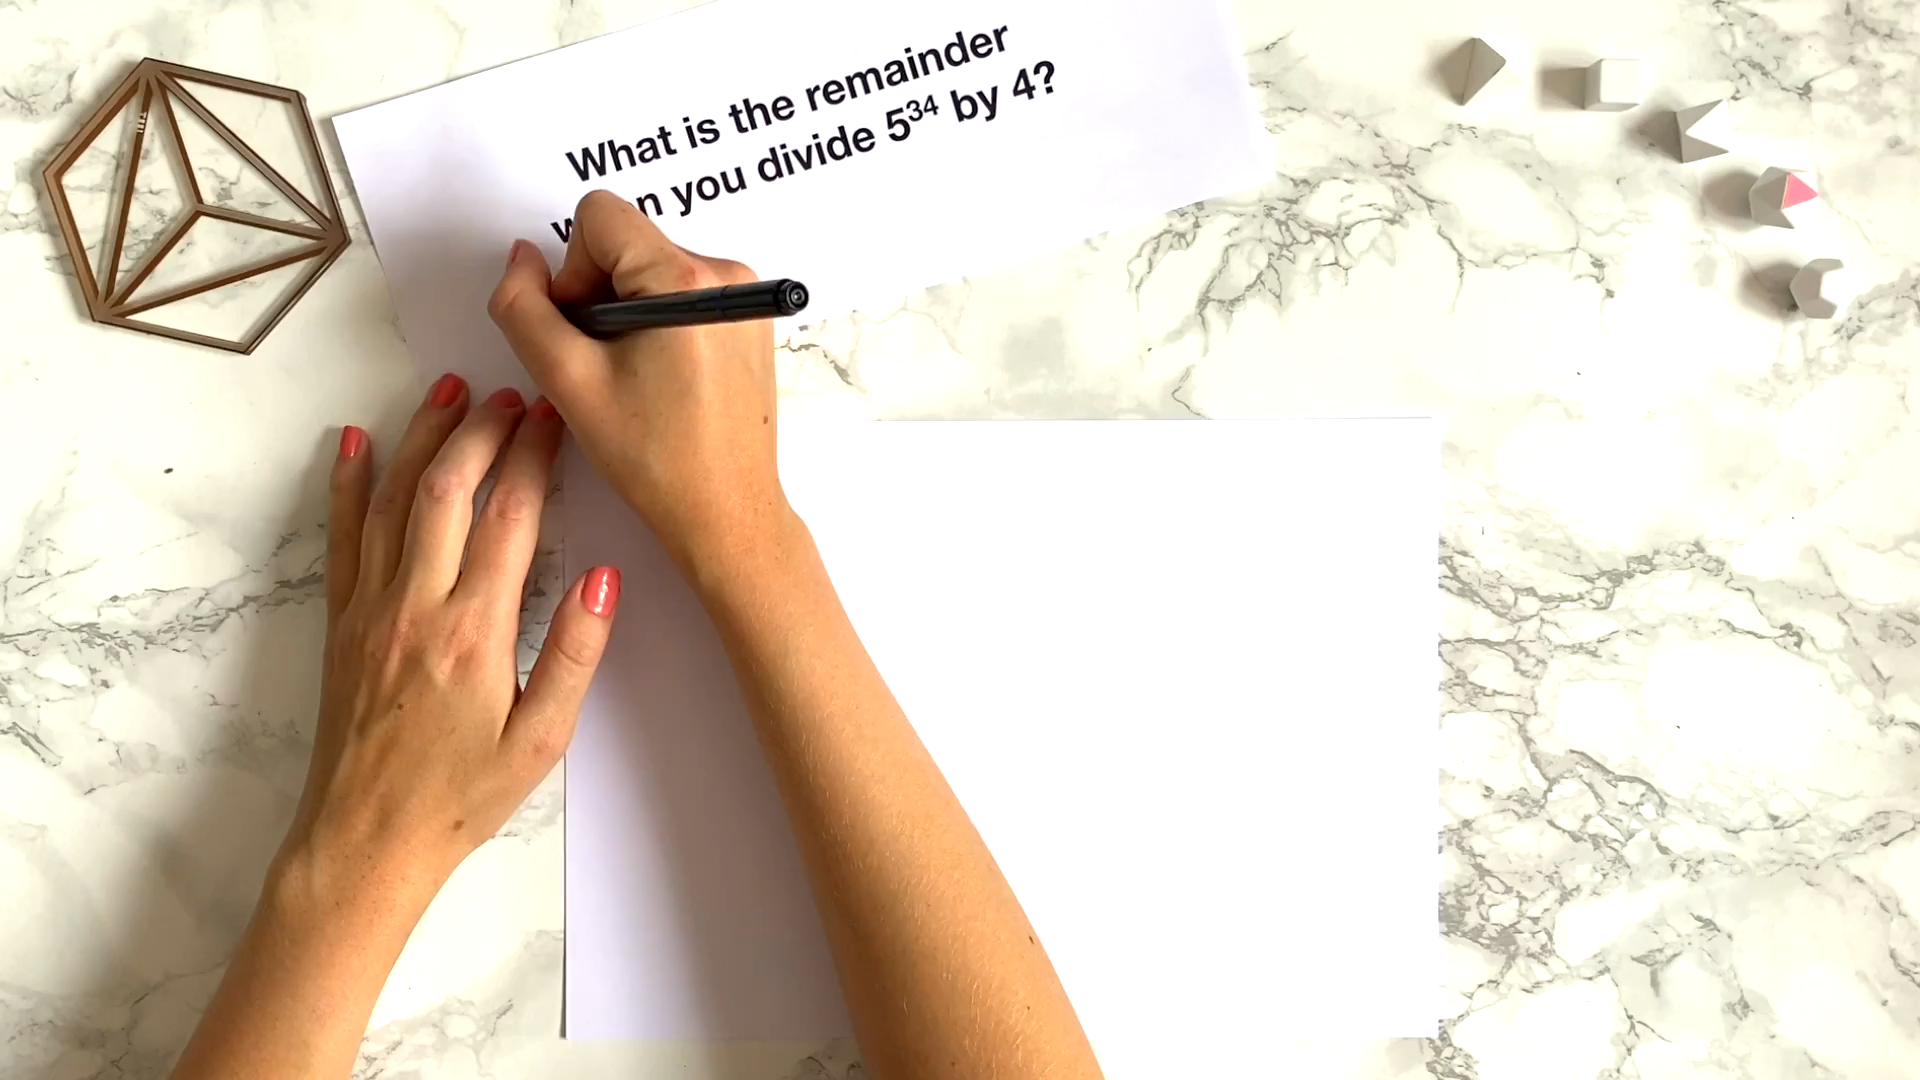 What is the remainder
you divide 5³⁴ by 4?